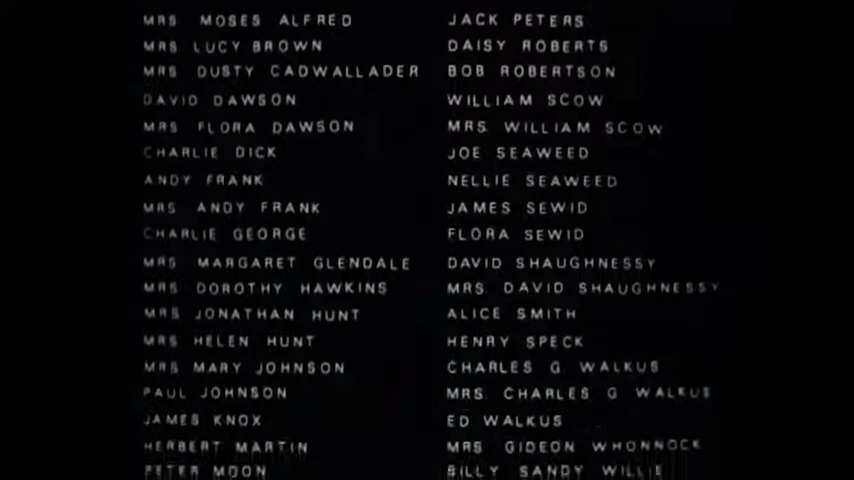 MRS MOSES ALFRED
MRS LUCY BROWN
MRS DUSTY CADWALLADER
DAVID DAWSON
MRS FLORA DAWSON
CHARLIE DICK
ANDY FRANK
MRS ANDY FRANK
CHARLIE GEORGE
MRS MARGARET GLENDALE
MRS DOROTHY HAWKINS
MRS JONATHAN HUNT
MRS HELEN HUNT
MRS MARY JOHNSON
PAUL JOHNSON
JAMES KNOX
HERBERT MARTIN
PETER MOON
JACK PETERS
DAISY ROBERTS
BOB ROBERTSON
WILLIAM SCOW
MRS WILLIAM SCOW
JOE SEAWEED
NELLIE SEAWEED
JAMES SEWID
FLORA SEWID
DAVID SHAUGHNESSY
MRS DAVID SHAUGHNESSY
ALICE SMITH
HENRY SPECK
CHARLES G WALKUS
MRS CHARLES G WALKUS
ED WALKUS
MRS GIDEON WHONNOCK
BILLY SANDY WILLIE